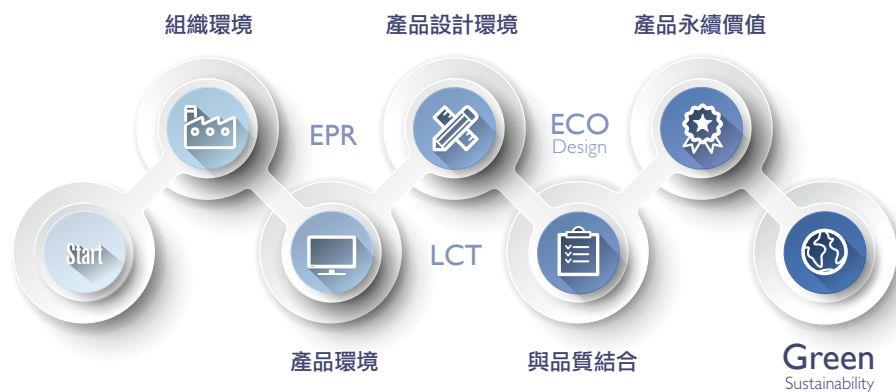 組織環境
產品設計環境
產品永續價值
EPR
ECO
Design
Start
LCT
產品環境
與品質結合
Green
Sustainability